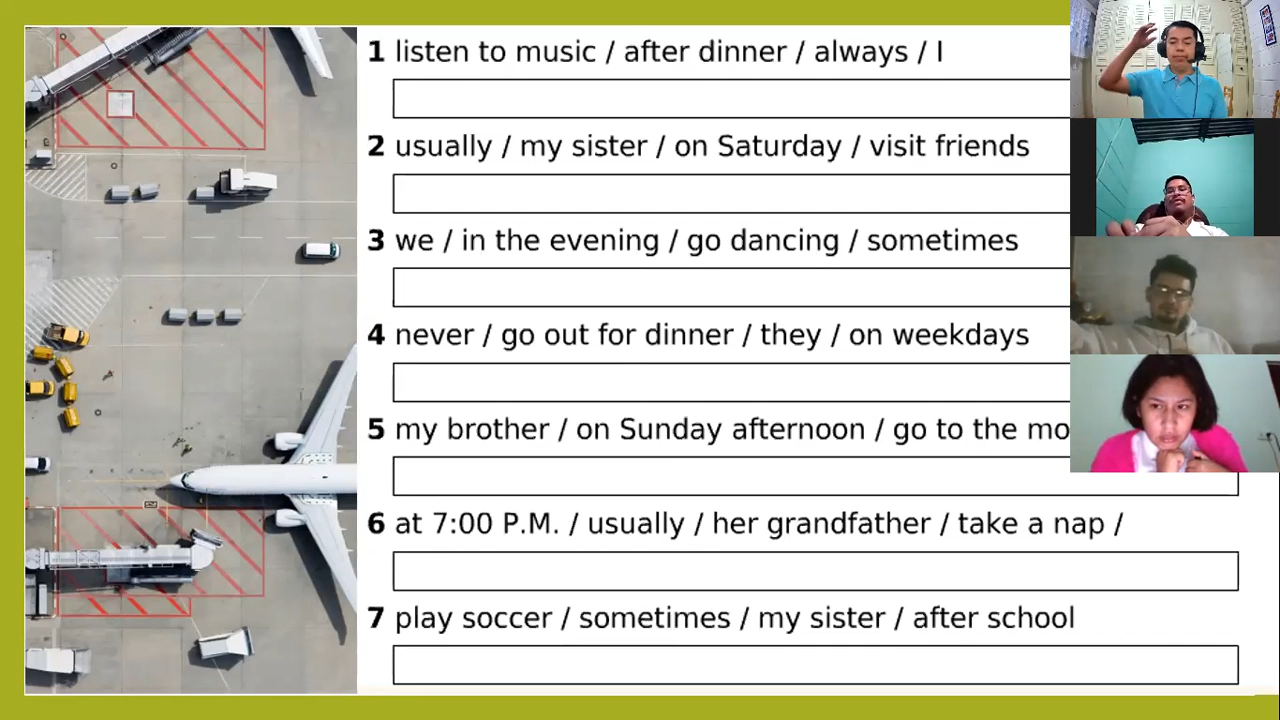 1 listen to music / after dinner / always / I
2 usually / my sister / on Saturday / visit friends
3 we / in the evening / go dancing / sometimes
4 never / go out for dinner / they / on weekdays
5 my brother / on Sunday afternoon / go to the
6 at 7:00 P.M. / usually / her grandfather / take a nap /
7 play soccer / sometimes / my sister / after school